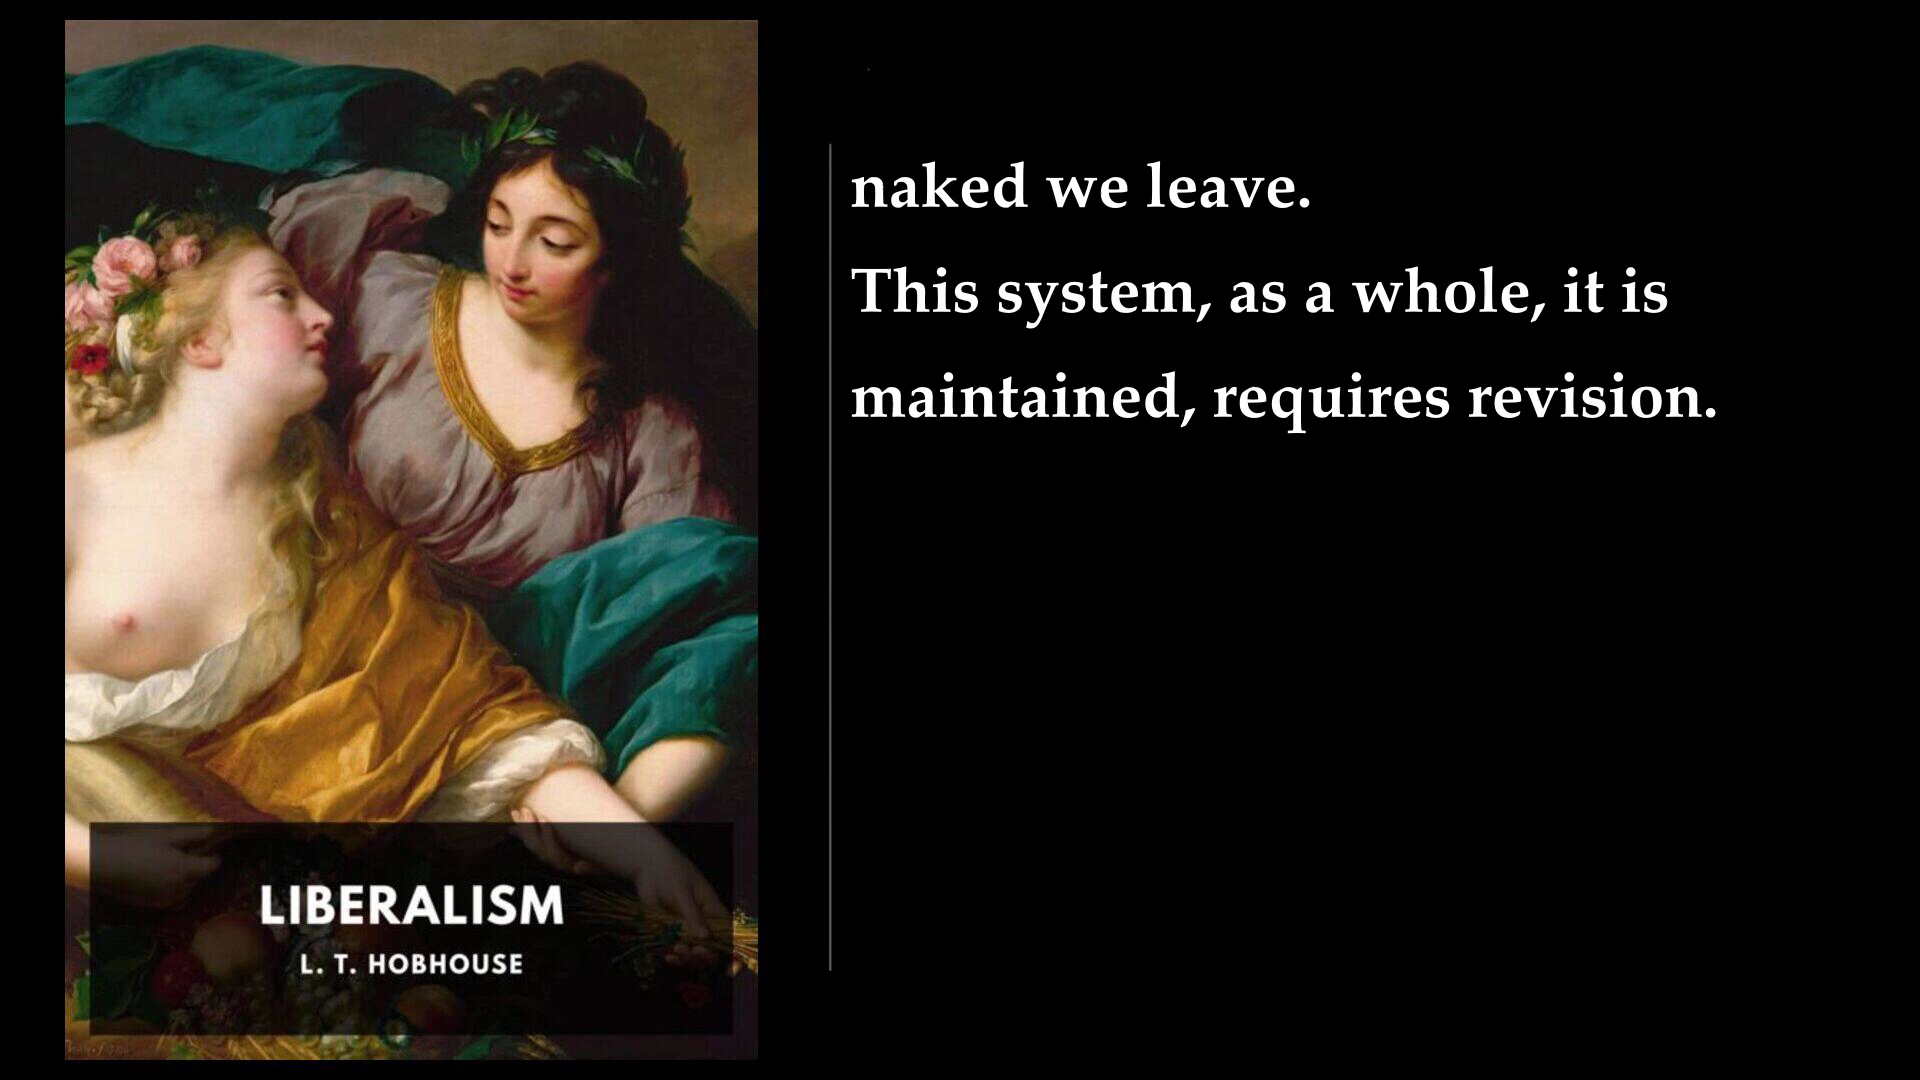 naked we leave.
This system, as a whole, it is
maintained, requires revision.
LIBERALISM
L. T. HOBHOUSE